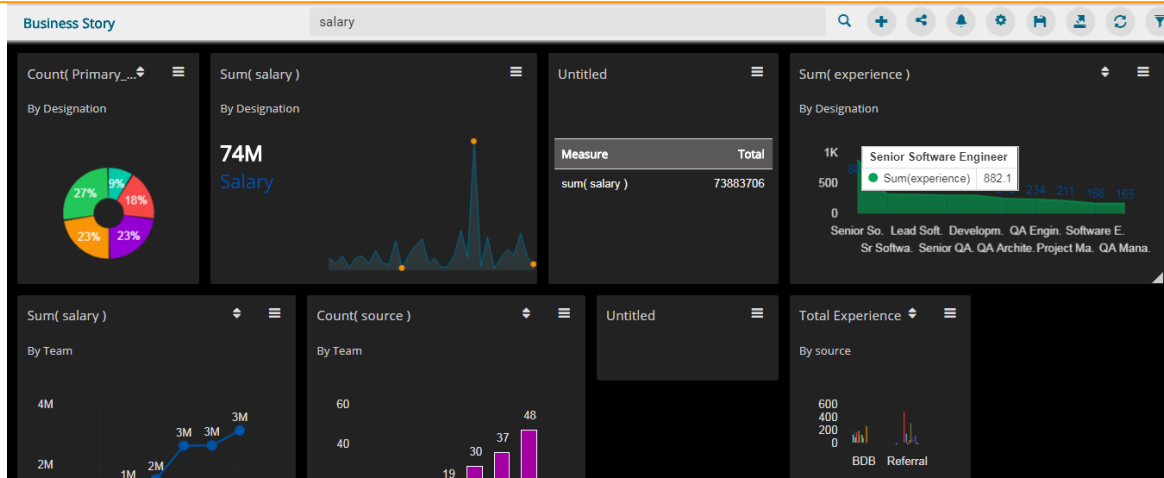 Business Story
salary
Count( Primary_...
By Designation
27%
9%
18%
23%
23%
Sum( salary )
By Designation
74M
Salary
Untitled
Measure Total
sum( salary ) 73883706
Sum( experience )
By Designation
1K
500
0
Senior Software Engineer
Sum(experience) 882.1
234 211 166 165
Senior So. Lead Soft. Developm. QA Engin. Software E.
Sr Softwa. Senior QA. QA Archite. Project Ma. QA Mana.
Sum( salary )
By Team
4M
2M
1M 2M 3M 3M 3M
Count( source )
By Team
60
40
19 30 37 48
Untitled
Total Experience
By source
600
400
200
0
BDB Referral